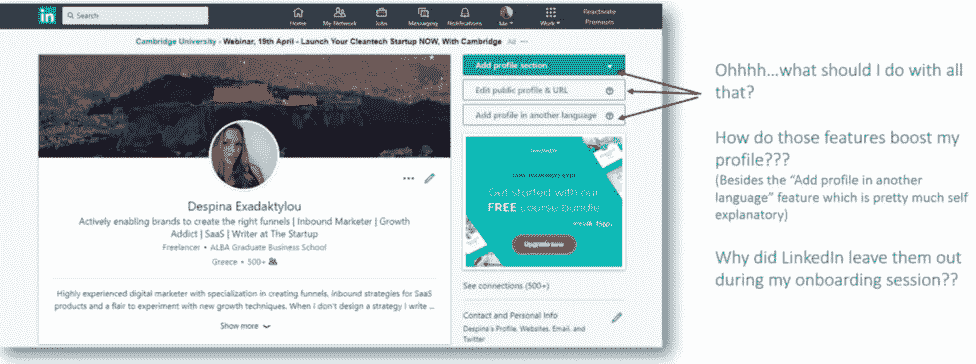 in
Search
Home
My Network
Jobs
Messaging
Notifications
Me
Work
Reactivate
Premium
Cambridge University - Webinar, 19th April - Launch Your Cleantech Startup NOW, With Cambridge Ad ...
Add profile section
Edit public profile & URL
Add profile in another language
Get started with our
FREE course bundle
Upgrade now
Despina Exadaktylou
Actively enabling brands to create the right funnels | Inbound Marketer | Growth
Addict | SaaS | Writer at The Startup
Freelancer • ALBA Graduate Business School
Greece • 500+
Highly experienced digital marketer with specialization in creating funnels, inbound strategies for SaaS
products and a flair to experiment with new growth techniques. When I don't design a strategy I write ...
Show more
See connections (500+)
Contact and Personal Info
Despina's Profile, Websites, Email, and
Twitter
Ohhhh...what should I do with all
that?
How do those features boost my
profile???
(Besides the “Add profile in another
language” feature which is pretty much self
explanatory)
Why did LinkedIn leave them out
during my onboarding session??